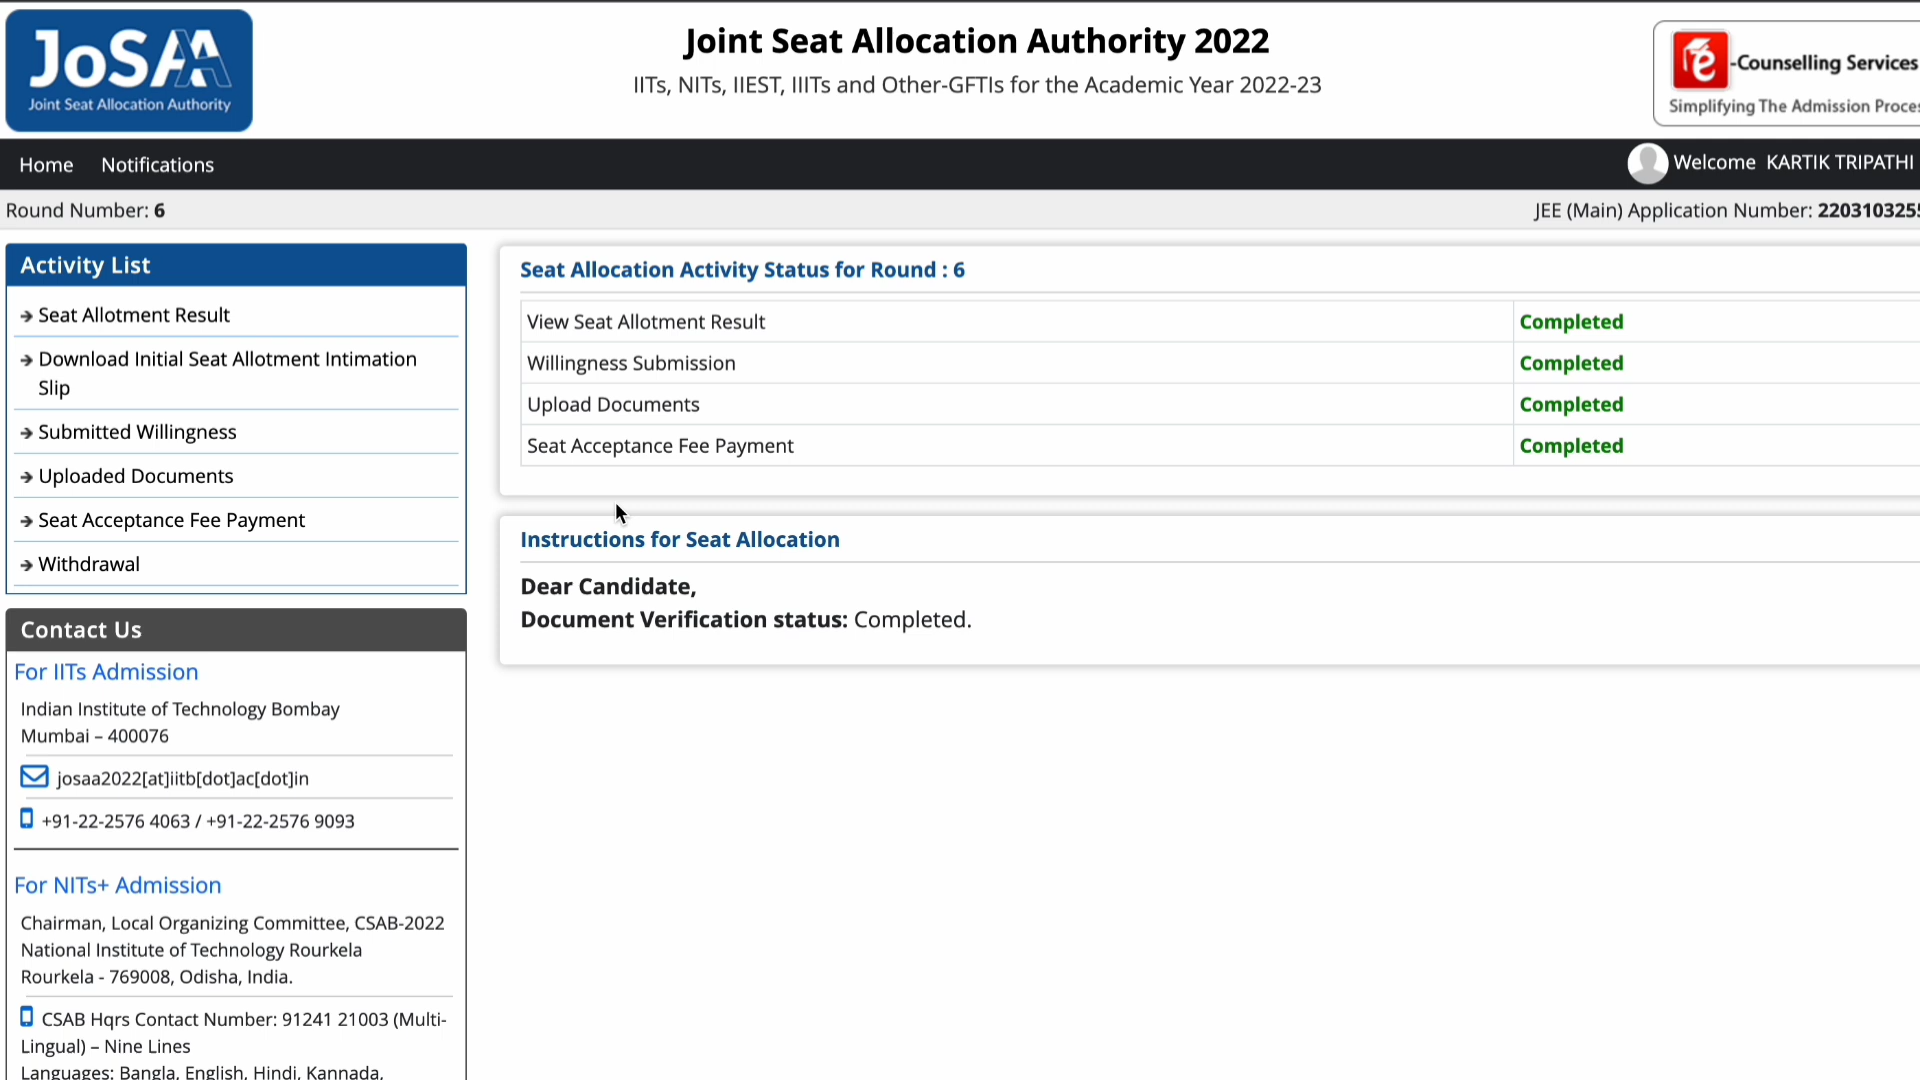 JoSAA
Joint Seat Allocation Authority
Joint Seat Allocation Authority 2022
IITs, NITs, IIEST, IIITs and Other-GFTIs for the Academic Year 2022-23
e-Counselling Services
Simplifying The Admission Proces
Home Notifications
Welcome KARTIK TRIPATHI
Round Number: 6
JEE (Main) Application Number: 220310325
Activity List
Seat Allotment Result
Download Initial Seat Allotment Intimation
Slip
Submitted Willingness
Uploaded Documents
Seat Acceptance Fee Payment
Withdrawal
Seat Allocation Activity Status for Round : 6
View Seat Allotment Result Completed
Willingness Submission Completed
Upload Documents Completed
Seat Acceptance Fee Payment Completed
Instructions for Seat Allocation
Dear Candidate,
Document Verification status: Completed.
Contact Us
For IITs Admission
Indian Institute of Technology Bombay
Mumbai – 400076
josaa2022[at]iitb[dot]ac[dot]in
+91-22-2576 4063 / +91-22-2576 9093
For NITs+ Admission
Chairman, Local Organizing Committee, CSAB-2022
National Institute of Technology Rourkela
Rourkela - 769008, Odisha, India.
CSAB Hqrs Contact Number: 91241 21003 (Multi-
Lingual) – Nine Lines
Languages: Bangla, English, Hindi, Kannada,